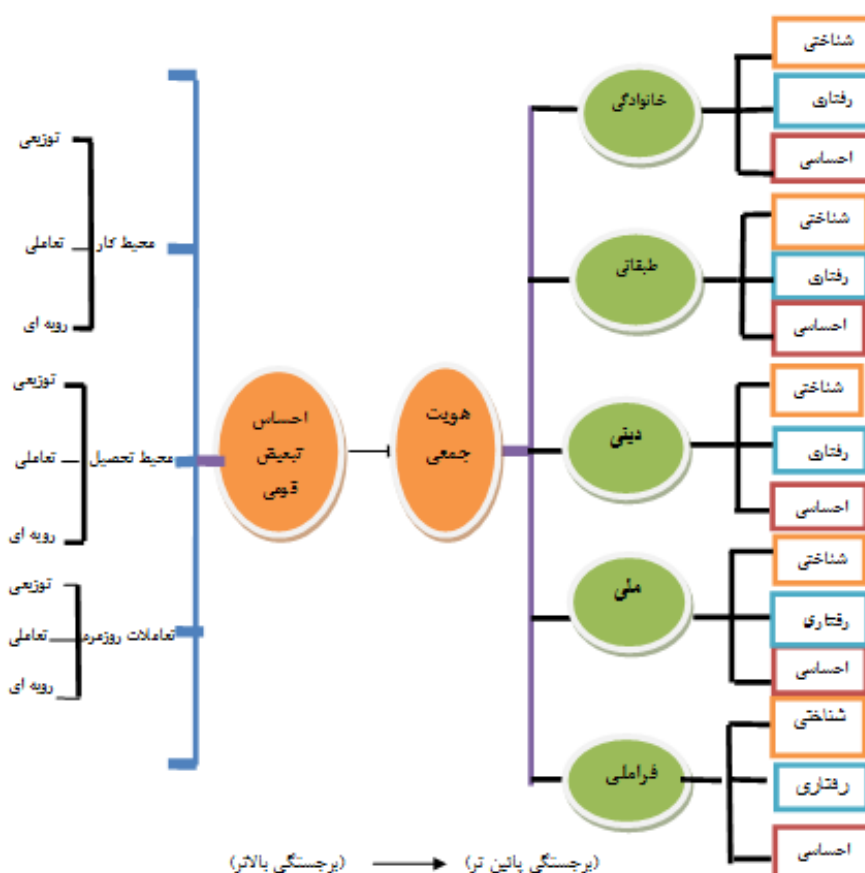 شناختی
رفتاری
احساسی
خانوادگی
شناختی
رفتاری
احساسی
طبقاتی
شناختی
رفتاری
احساسی
دینی
شناختی
رفتاری
احساسی
ملی
شناختی
رفتاری
احساسی
فراملی
هویت
جمعی
احساس
تبعیض
قومی
محیط کار
توزیعی
تعاملی
رویه ای
محیط تحصیل
توزیعی
تعاملی
رویه ای
تعاملات روزمره
توزیعی
تعاملی
رویه ای
(برجستگی پائین تر)
(برجستگی بالاتر)